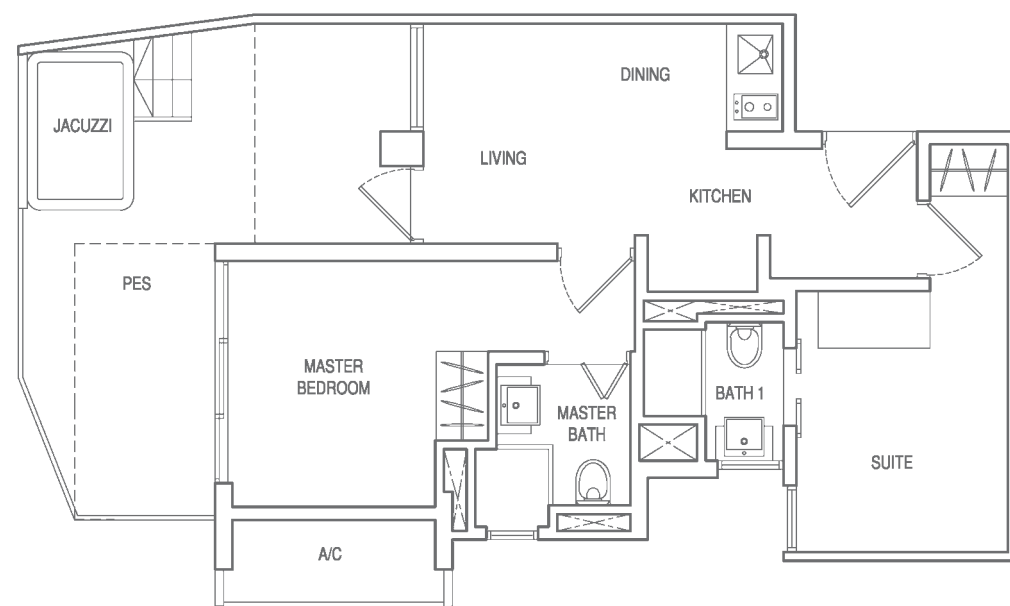 DINING
JACUZZI
LIVING
KITCHEN
PES
MASTER
BEDROOM
BATH 1
MASTER
BATH
SUITE
A/C